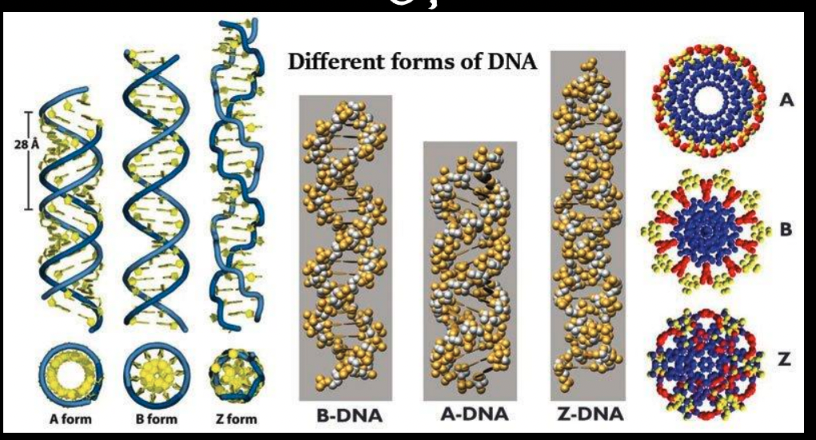 Different forms of DNA
28 Å
A form
B form
Z form
B-DNA
A-DNA
Z-DNA
A
B
Z